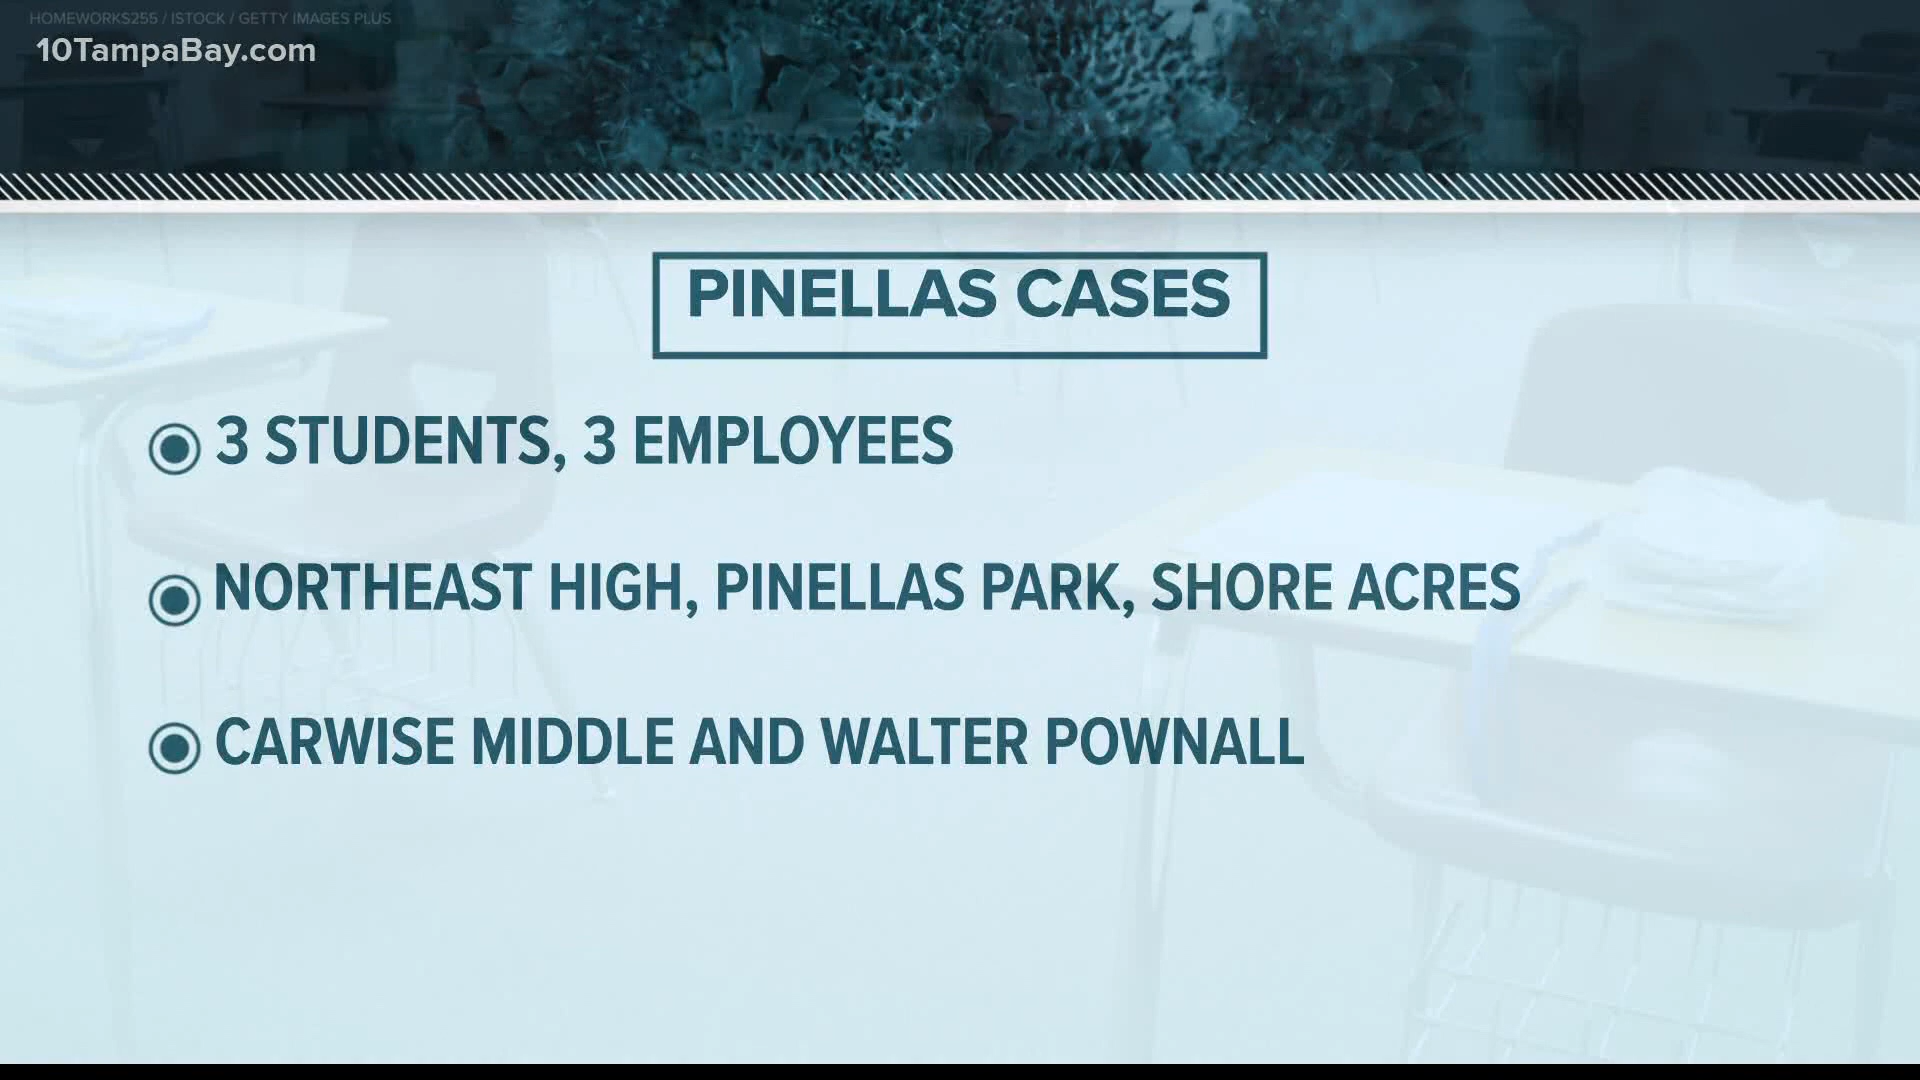 HOMEWORKS255 / ISTOCK / GETTY IMAGES PLUS
10TampaBay.com
PINELLAS CASES
3 STUDENTS, 3 EMPLOYEES
NORTHEAST HIGH, PINELLAS PARK, SHORE ACRES
CARWISE MIDDLE AND WALTER POWNALL